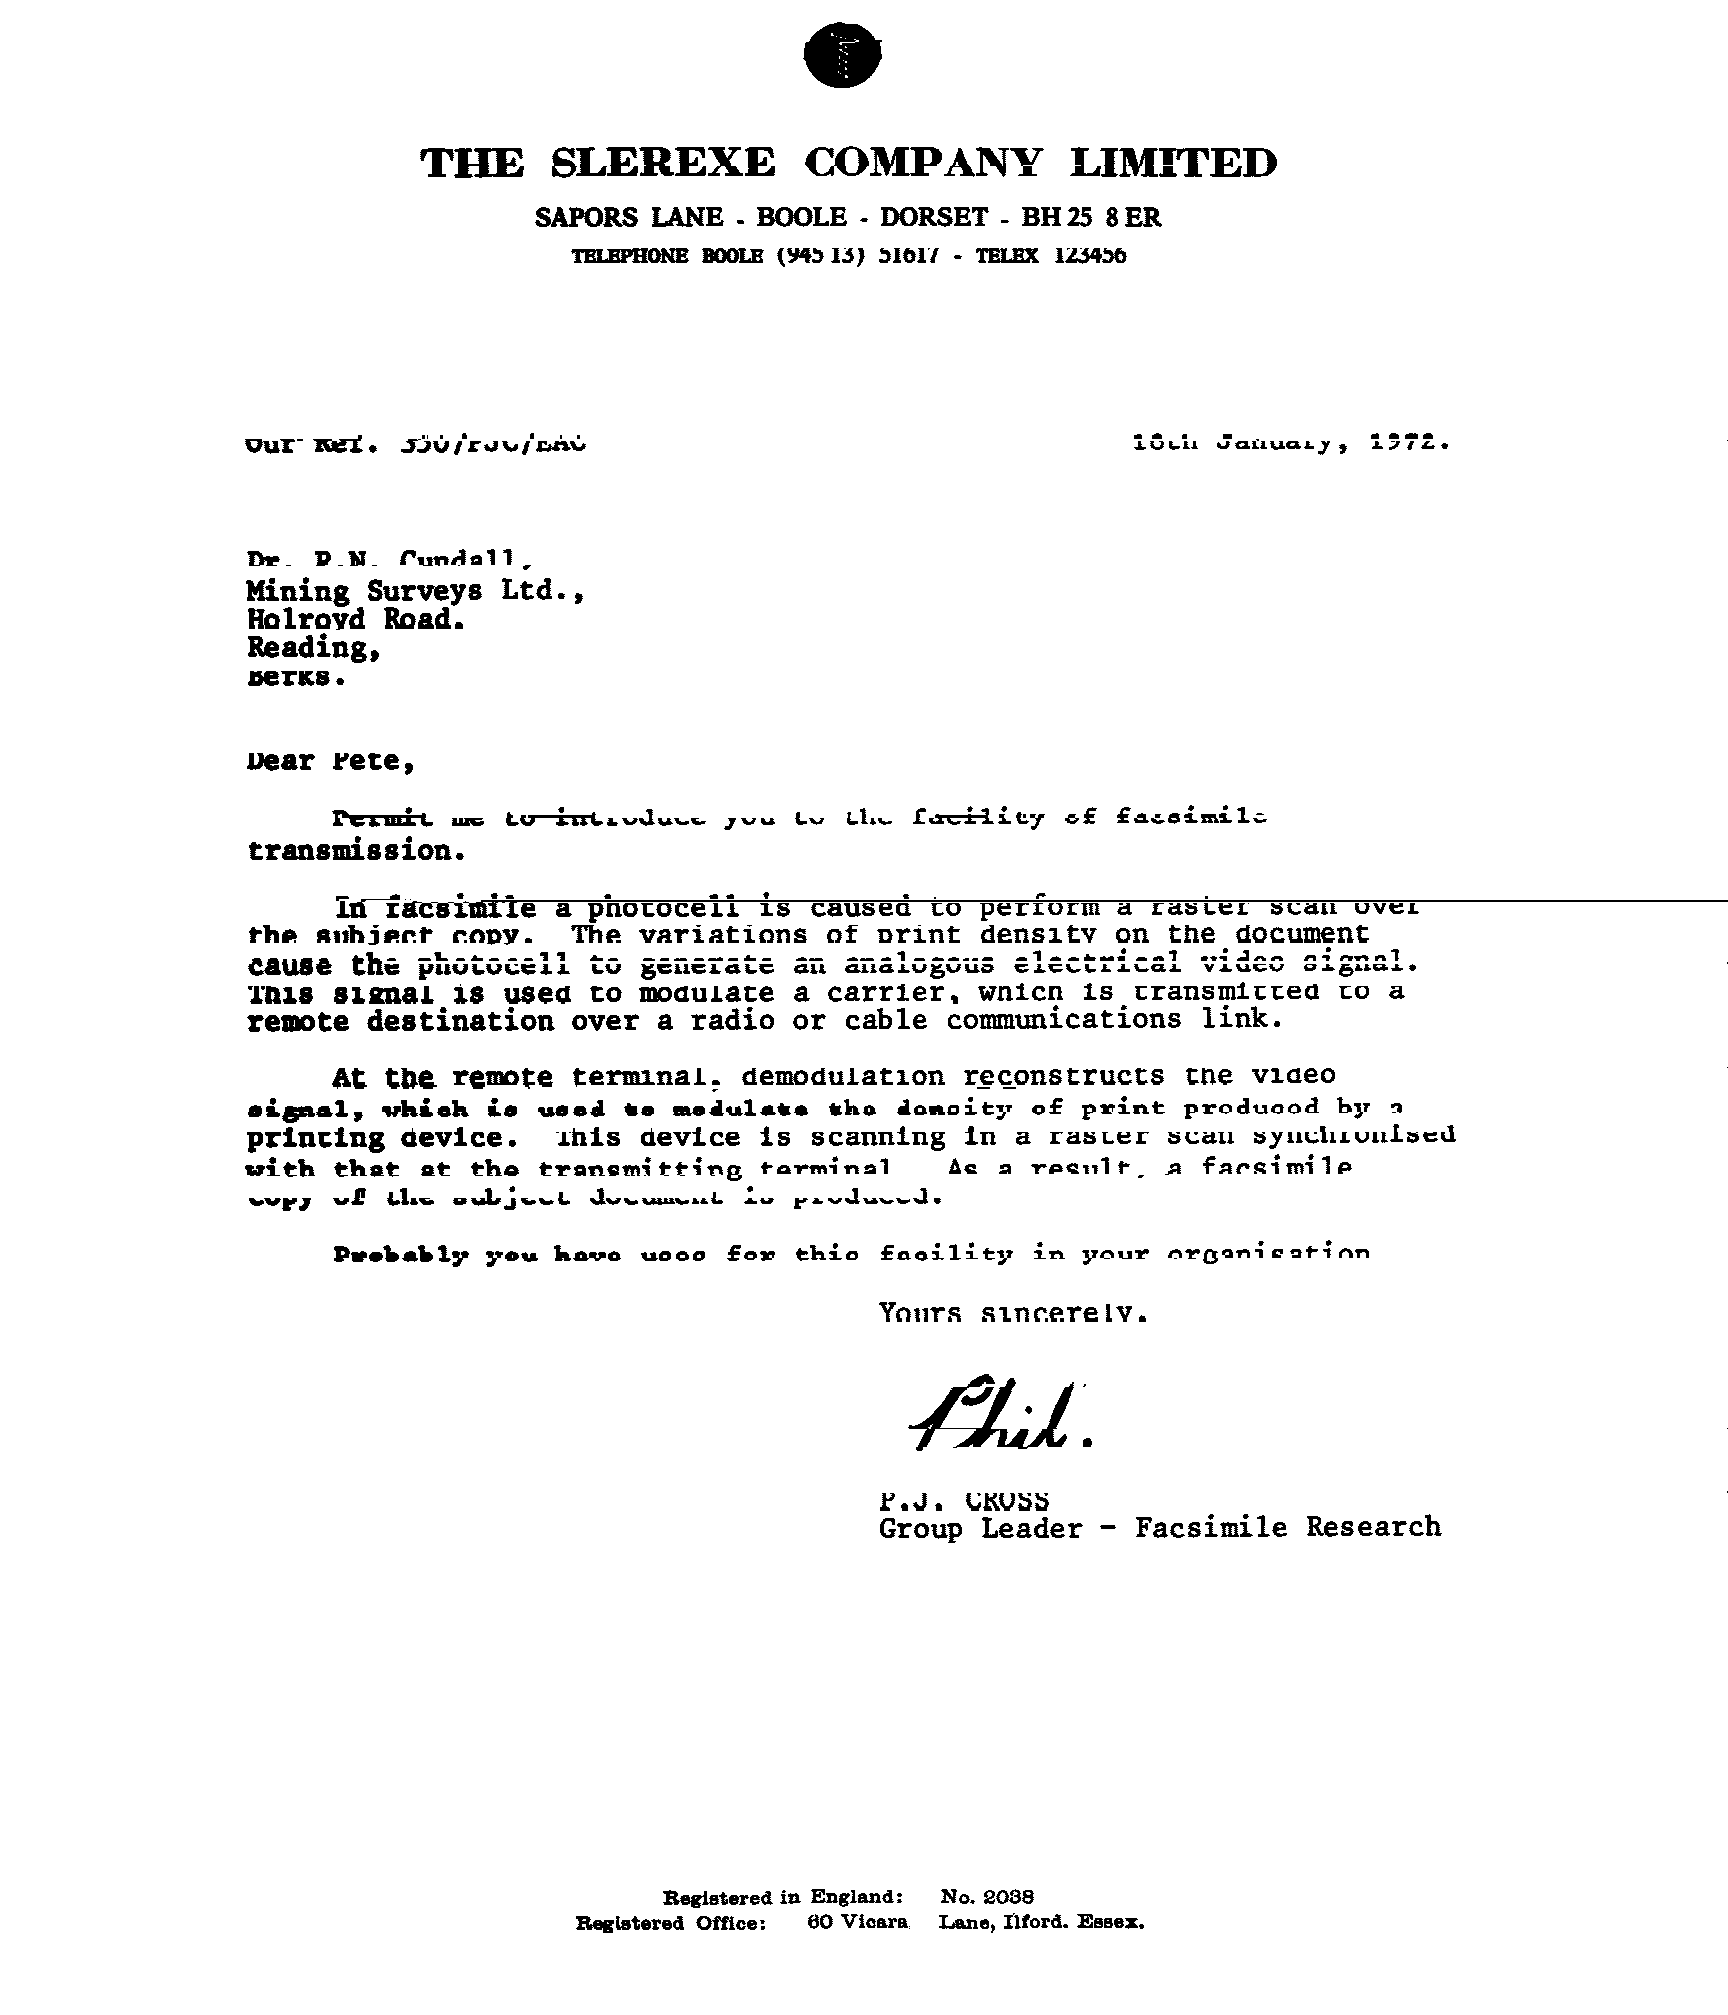 THE SLEREXE COMPANY LIMITED
SAPORS LANE - BOOLE - DORSET - BH 25 8 ER
TELEPHONE BOOLE (945 13) 51617 - TELEX 123456
Our Ref. 350/PJC/EAC 18th January, 1972.
Dr. P.N. Cundall,
Mining Surveys Ltd.,
Holroyd Road.
Reading,
Berks.
Dear Pete,
Permit me to introduce you to the facility of facsimile
transmission.
In facsimile a photocell is caused to perform a raster scan over
the subject copy. The variations of print density on the document
cause the photocell to generate an analogous electrical video signal.
This signal is used to modulate a carrier, which is transmitted to a
remote destination over a radio or cable communications link.
At the remote terminal, demodulation reconstructs the video
signal, which is used to modulate the density of print produced by a
printing device. This device is scanning in a raster scan synchronised
with that at the transmitting terminal As a result, a facsimile
copy of the subject document is produced.
Probably you have uses for this facility in your organisation
Yours sincerely.
Phil.
P.J. CROSS
Group Leader - Facsimile Research
Registered in England: No. 2038
Registered Office: 60 Vicara Lane, Ilford. Essex.